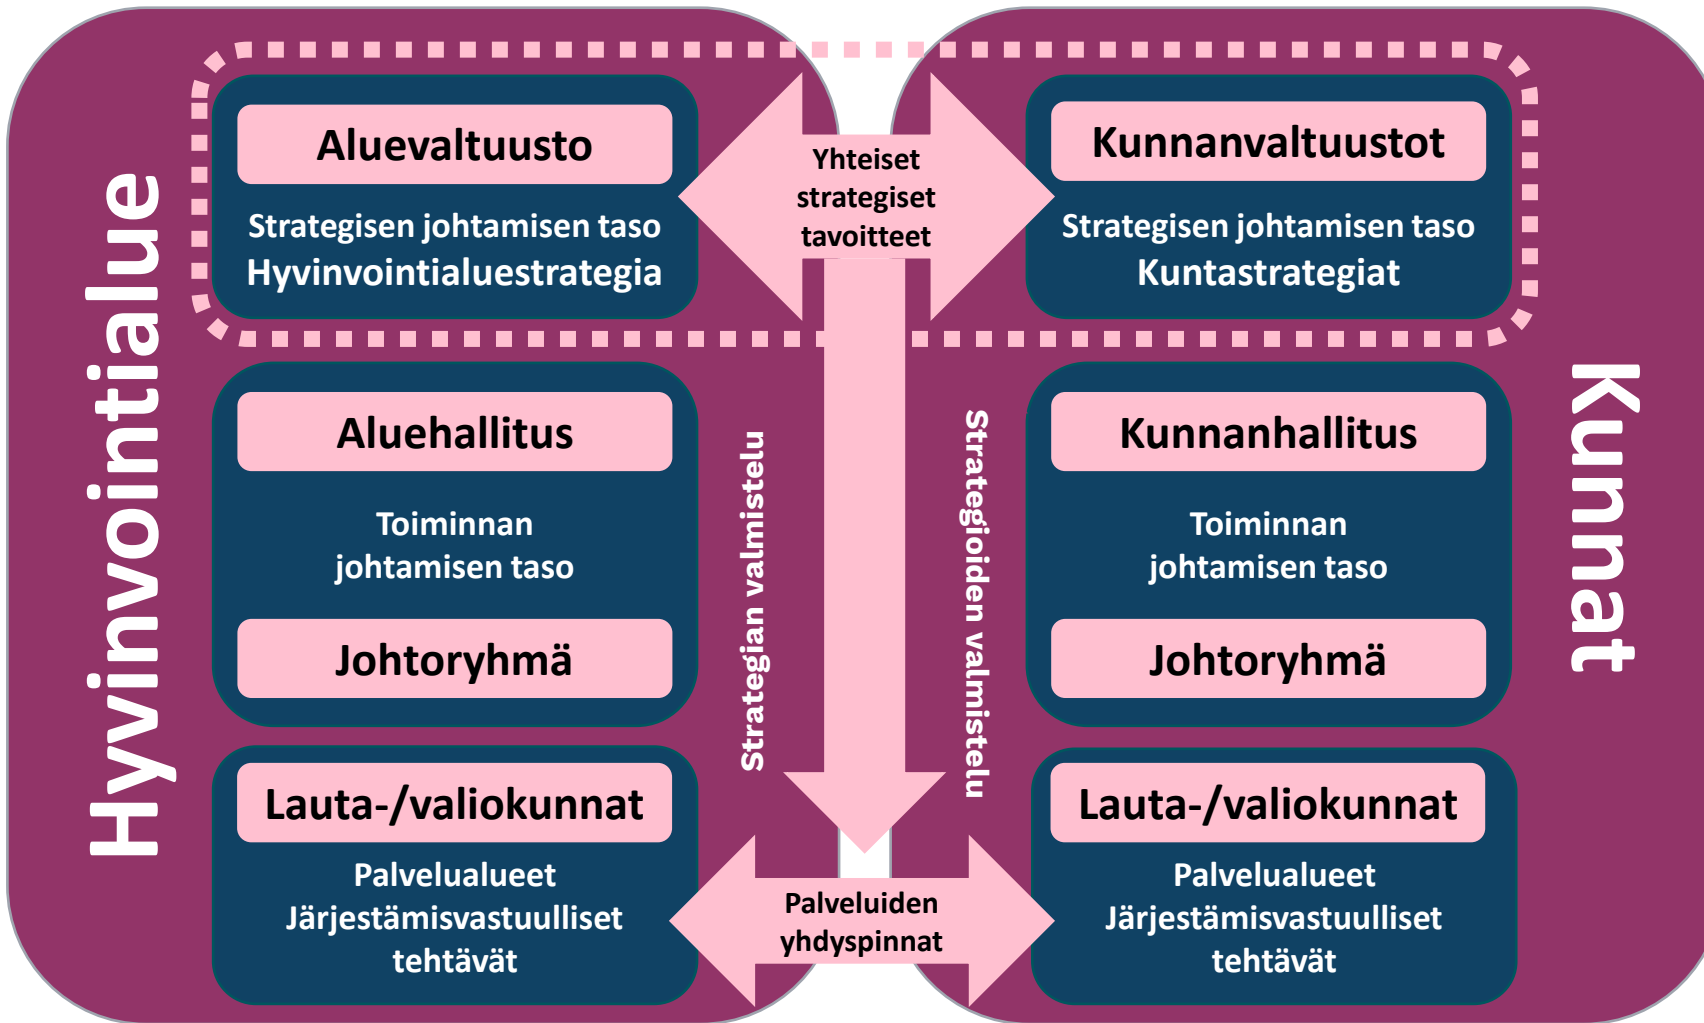 Hyvinvointialue
Aluevaltuusto
Strategisen johtamisen taso
Hyvinvointialuestrategia
Yhteiset
strategiset
tavoitteet
Kunnanvaltuustot
Strategisen johtamisen taso
Kuntastrategiat
Kunnat
Aluehallitus
Toiminnan
johtamisen taso
Johtoryhmä
Strategian valmistelu
Strategioiden valmistelu
Kunnanhallitus
Toiminnan
johtamisen taso
Johtoryhmä
Lauta-/valiokunnat
Palvelualueet
Järjestämisvastuulliset
tehtävät
Palveluiden
yhdyspinnat
Lauta-/valiokunnat
Palvelualueet
Järjestämisvastuulliset
tehtävät